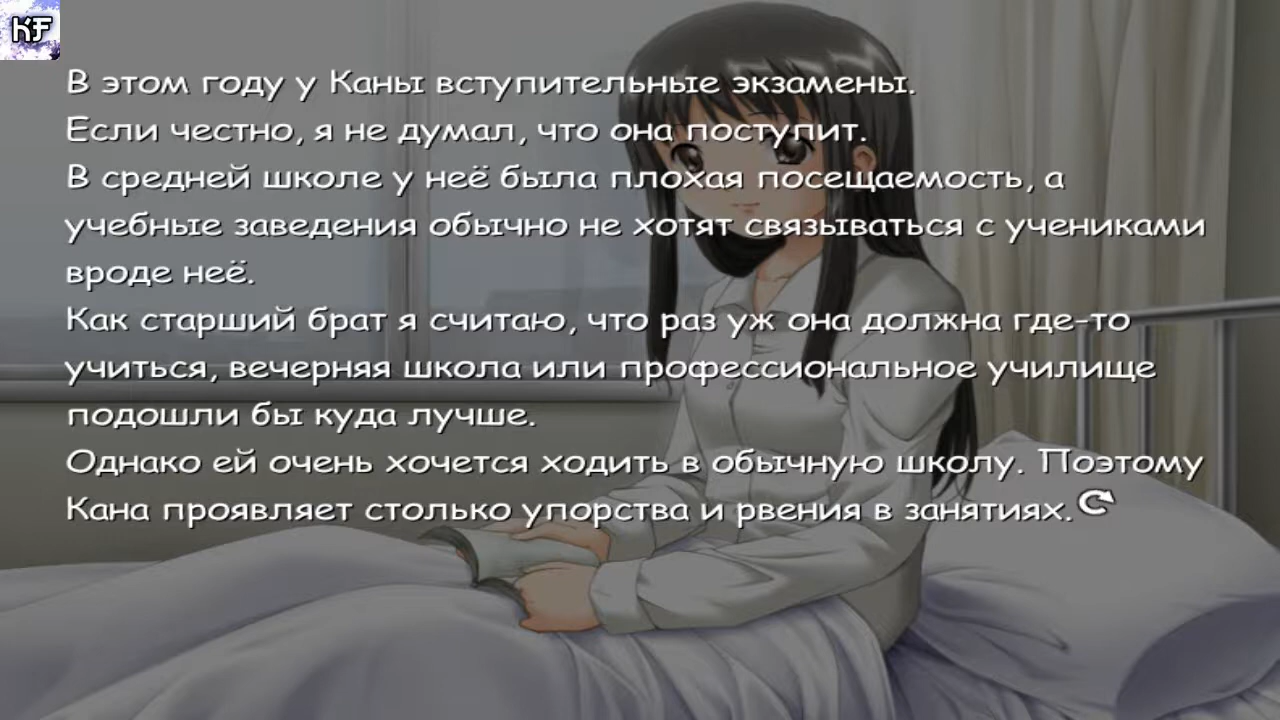 KF
В этом году у Каны вступительные экзамены.
Если честно, я не думал, что она поступит.
В средней школе у неё была плохая посещаемость, а
учебные заведения обычно не хотят связываться с учениками
вроде неё.
Как старший брат я считаю, что раз уж она должна где-то
учиться, вечерняя школа или профессиональное училище
подошли бы куда лучше.
Однако ей очень хочется ходить в обычную школу. Поэтому
Кана проявляет столько упорства и рвения в занятиях.